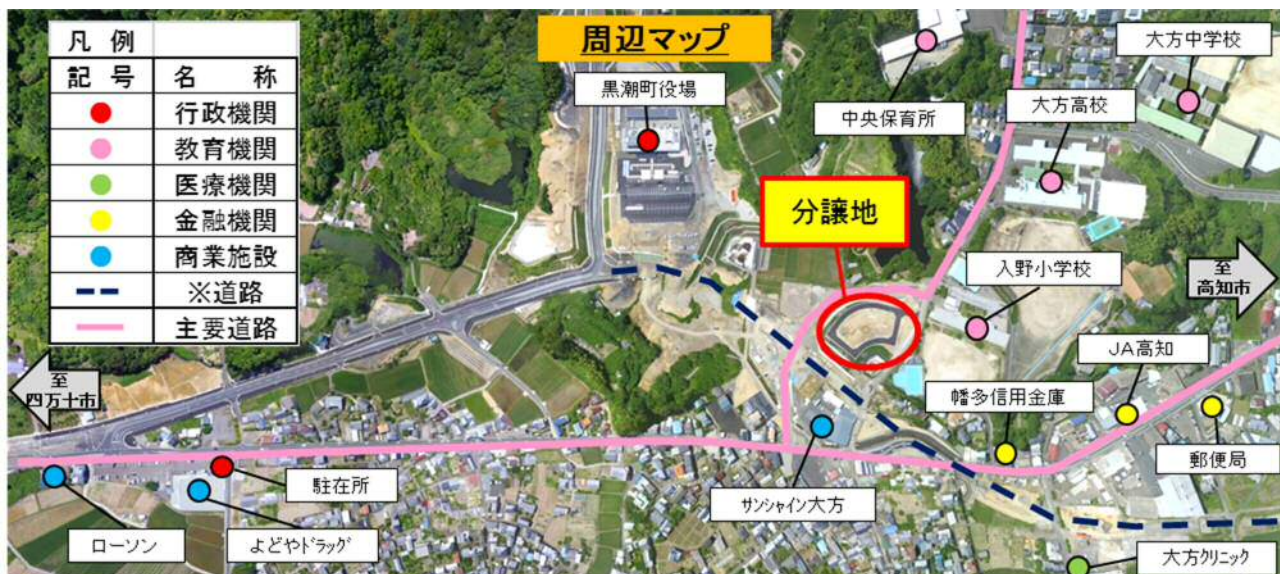 周辺マップ
凡 例
記 号 名 称
行政機関
教育機関
医療機関
金融機関
商業施設
※道路
主要道路
黒潮町役場
中央保育所
大方中学校
大方高校
分譲地
入野小学校
至
高知市
JA高知
幡多信用金庫
郵便局
至
四万十市
駐在所
サンシャイン大方
ローソン
よどやドラッグ
大方クリニック